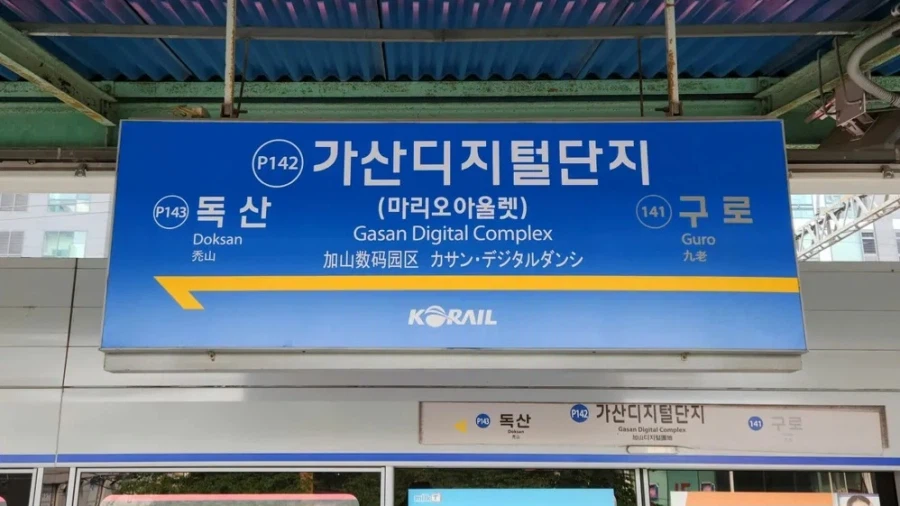 P142 가산디지털단지
P143 독산
(마리오아울렛)
141 구로
Doksan
Gasan Digital Complex
Guro
禿山
加山数码园区 カサン・デジタルダンシ
九老
KORAIL
P143 독산
P142 가산디지털단지
141 구로
Doksan
Gasan Digital Complex
禿山